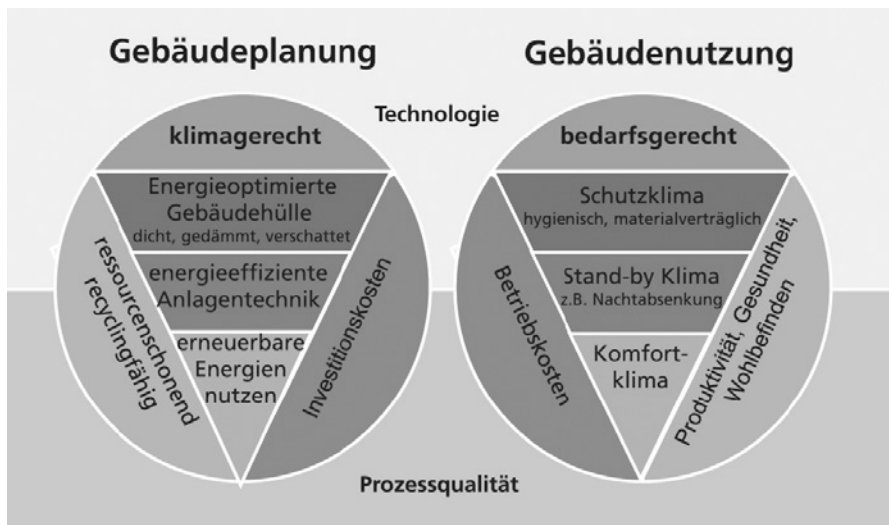 Gebäudeplanung
Gebäudenutzung
Technologie
klimagerecht
Energieoptimierte
Gebäudehülle
dicht, gedämmt, verschattet
energieeffiziente
Anlagentechnik
erneuerbare
Energien
nutzen
ressourcenschonend
recyclingfähig
Investitionskosten
bedarfsgerecht
Schutzklima
hygienisch, materialverträglich
Stand-by Klima
z.B. Nachtabsenkung
Komfort-
klima
Betriebskosten
Produktivität, Gesundheit,
Wohlbefinden
Prozessqualität